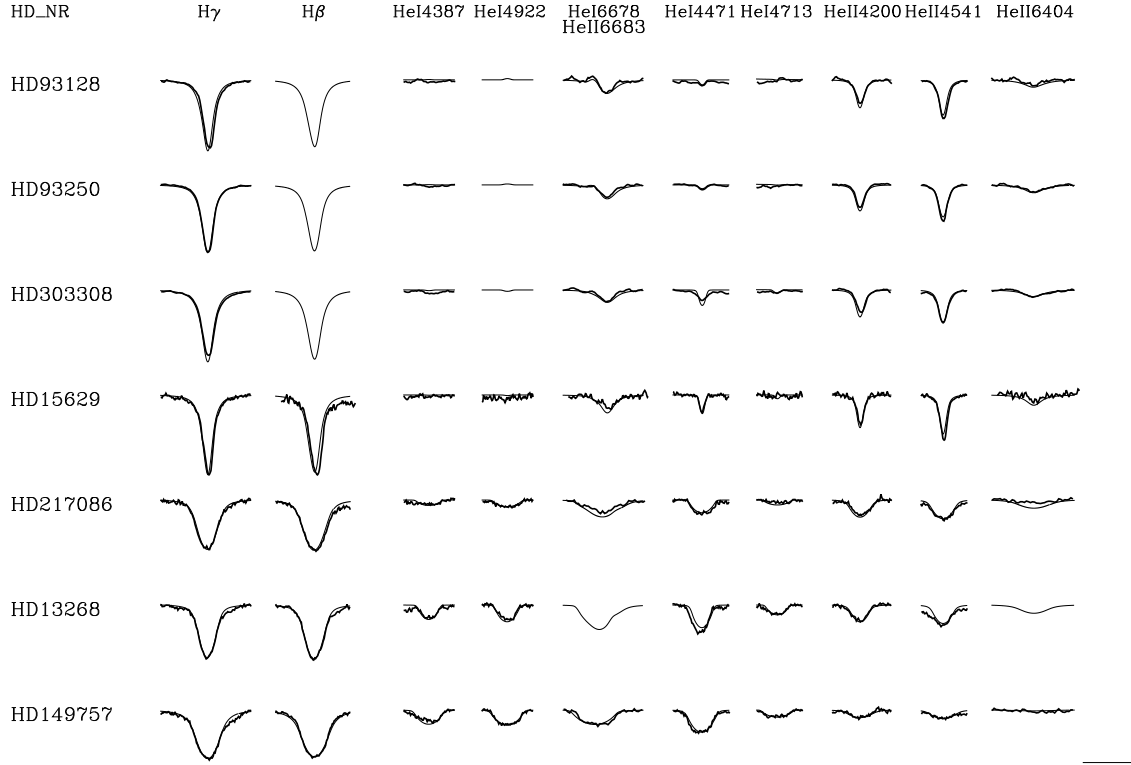 HD_NR Hγ Hβ HeI4387 HeI4922 HeI6678 HeI4471 HeI4713 HeII4200 HeII4541 HeII6404
HeII6683
HD93128
HD93250
HD303308
HD15629
HD217086
HD13268
HD149757